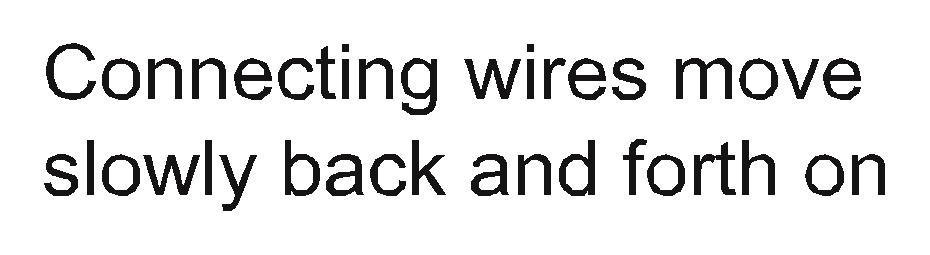 Connecting wires move
slowly back and forth on